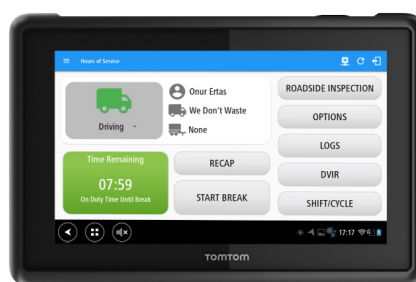 Hours of Service
Onur Ertas
We Don't Waste
None
Driving
Time Remaining
07:59
On Duty Time Until Break
RECAP
START BREAK
ROADSIDE INSPECTION
OPTIONS
LOGS
DVIR
SHIFT/CYCLE
17:17
TOMTOM